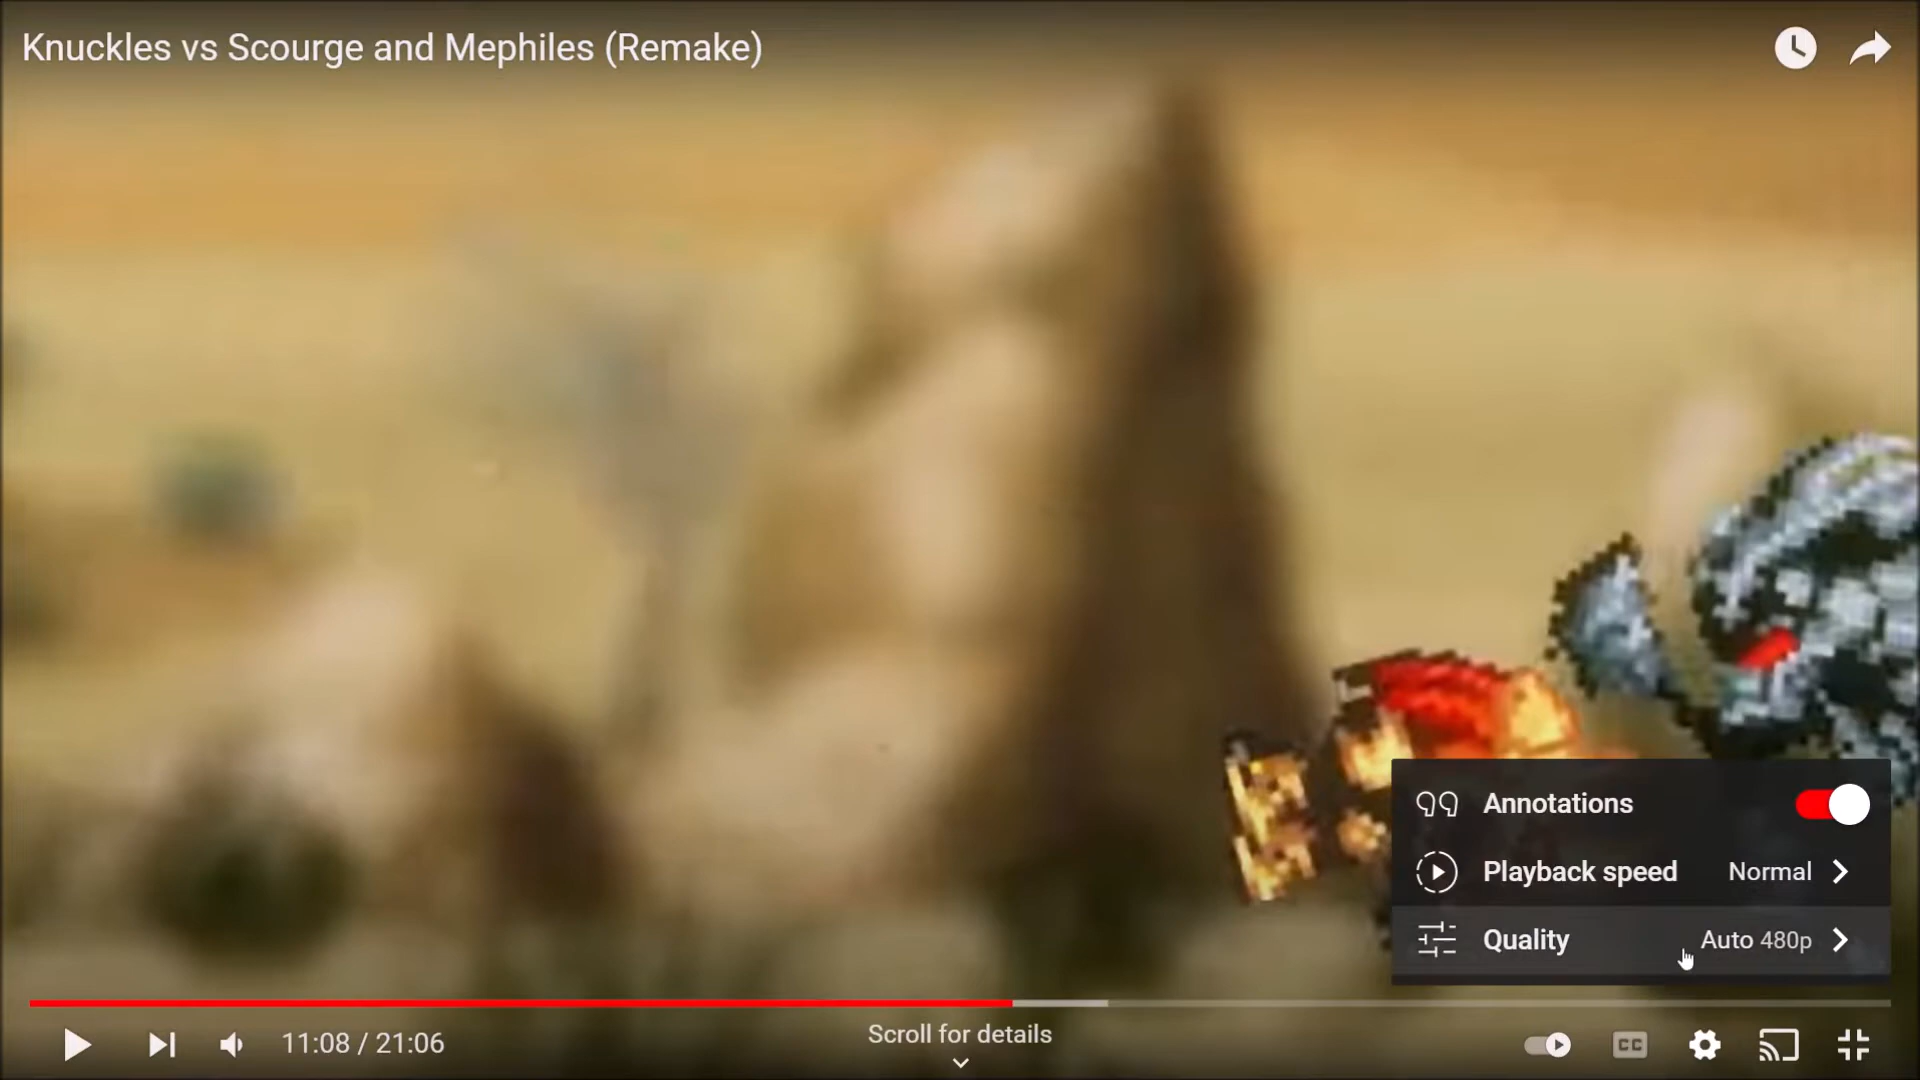 Knuckles vs Scourge and Mephiles (Remake)
Annotations
Playback speed Normal
Quality Auto 480p
Scroll for details
11:08 / 21:06
CC